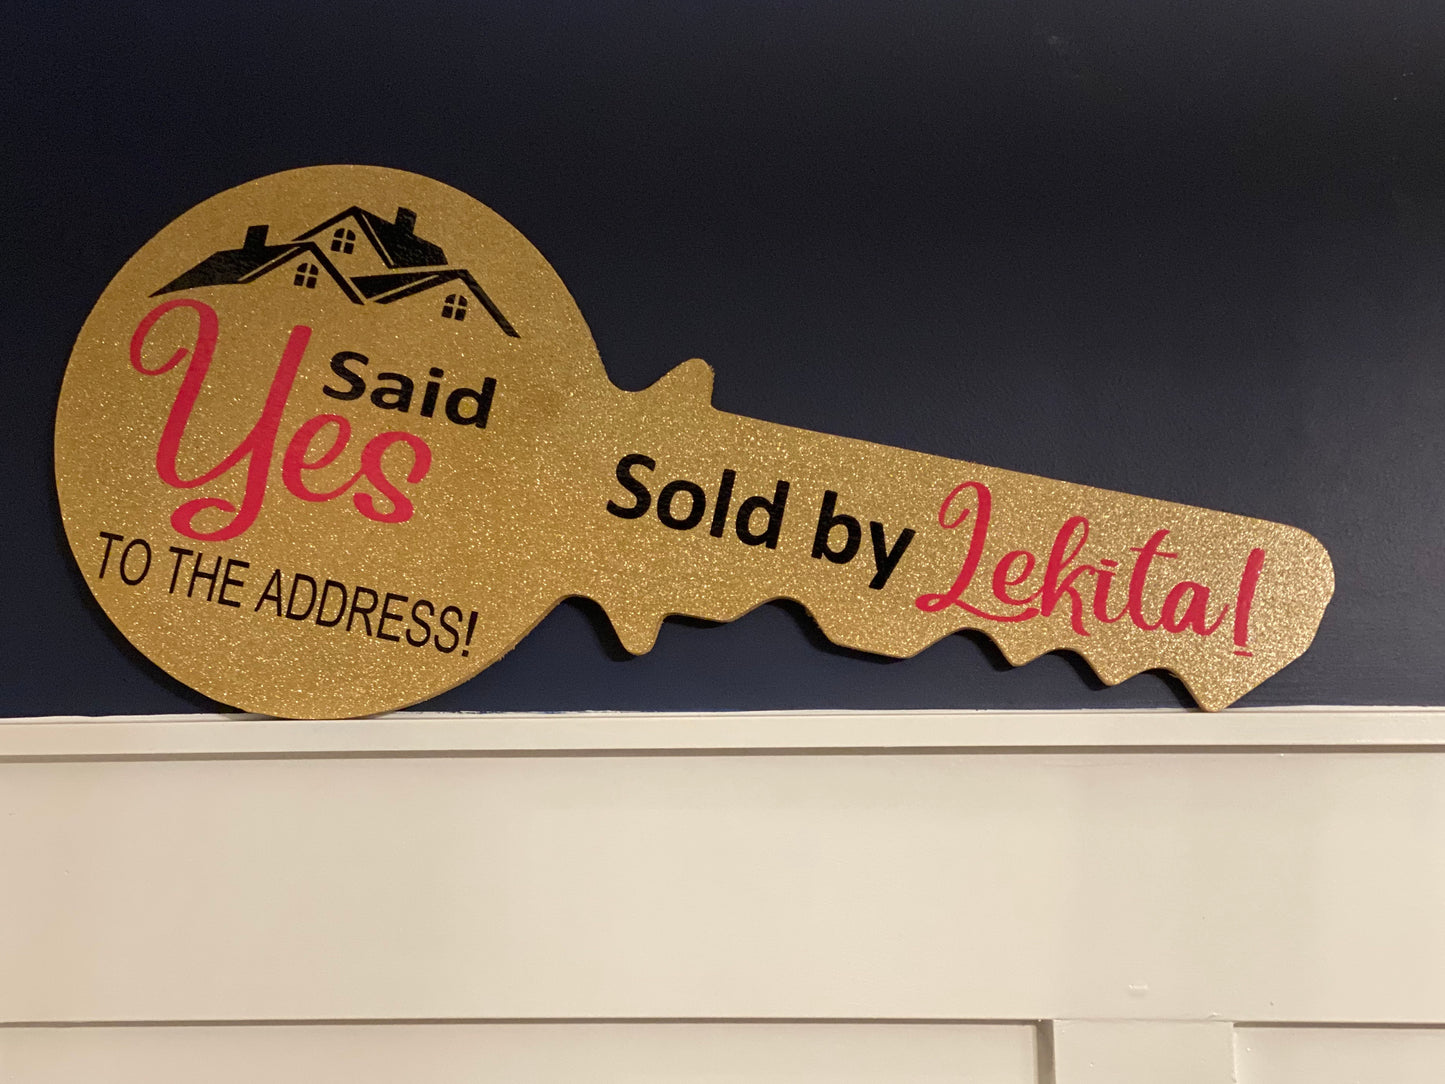 Said
Yes
TO THE ADDRESS!
Sold by Lekita!